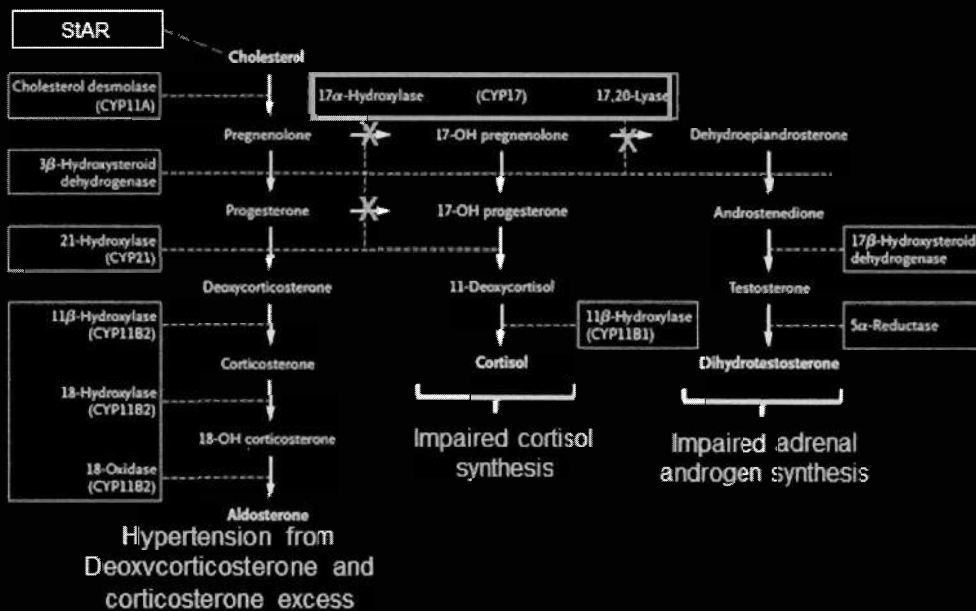 StAR
Cholesterol
Cholesterol desmolase
(CYP11A)
17α-Hydroxylase (CYP17) 17,20-Lyase
Pregnenolone
17-OH pregnenolone
Dehydroepiandrosterone
3β-Hydroxysteroid
dehydrogenase
Progesterone
17-OH progesterone
Androstenedione
21-Hydroxylase
(CYP21)
17β-Hydroxysteroid
dehydrogenase
Deoxycorticosterone
11-Deoxycortisol
Testosterone
11β-Hydroxylase
(CYP11B2)
11β-Hydroxylase
(CYP11B1)
5α-Reductase
Corticosterone
Cortisol
Dihydrotestosterone
18-Hydroxylase
(CYP11B2)
18-OH corticosterone
Impaired cortisol
synthesis
Impaired adrenal
androgen synthesis
18-Oxidase
(CYP11B2)
Aldosterone
Hypertension from
Deoxycorticosterone and
corticosterone excess